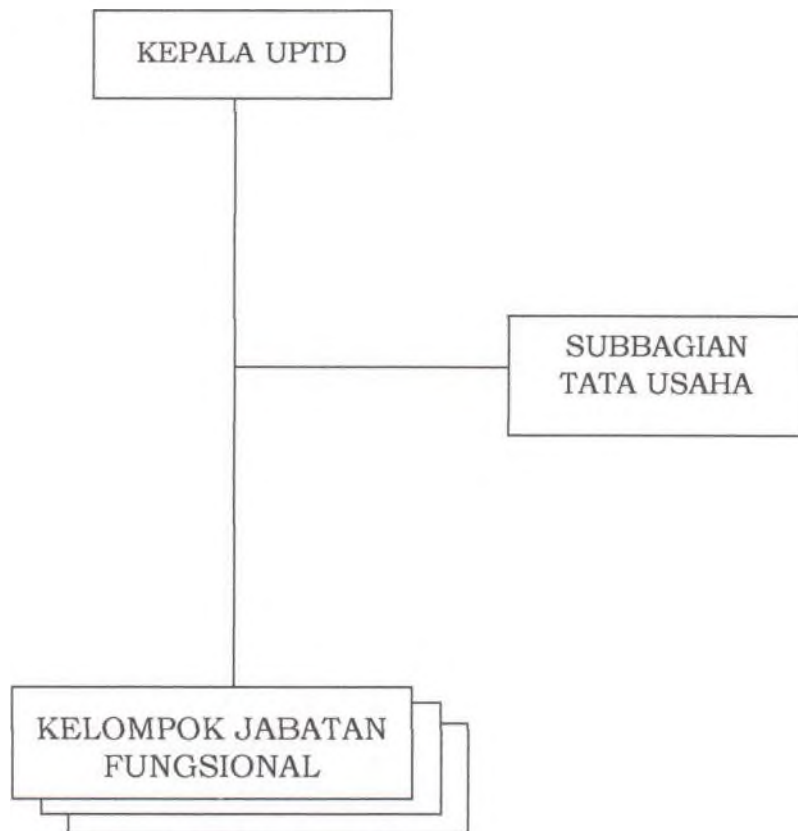 KEPALA UPTD
SUBBAGIAN
TATA USAHA
KELOMPOK JABATAN
FUNGSIONAL